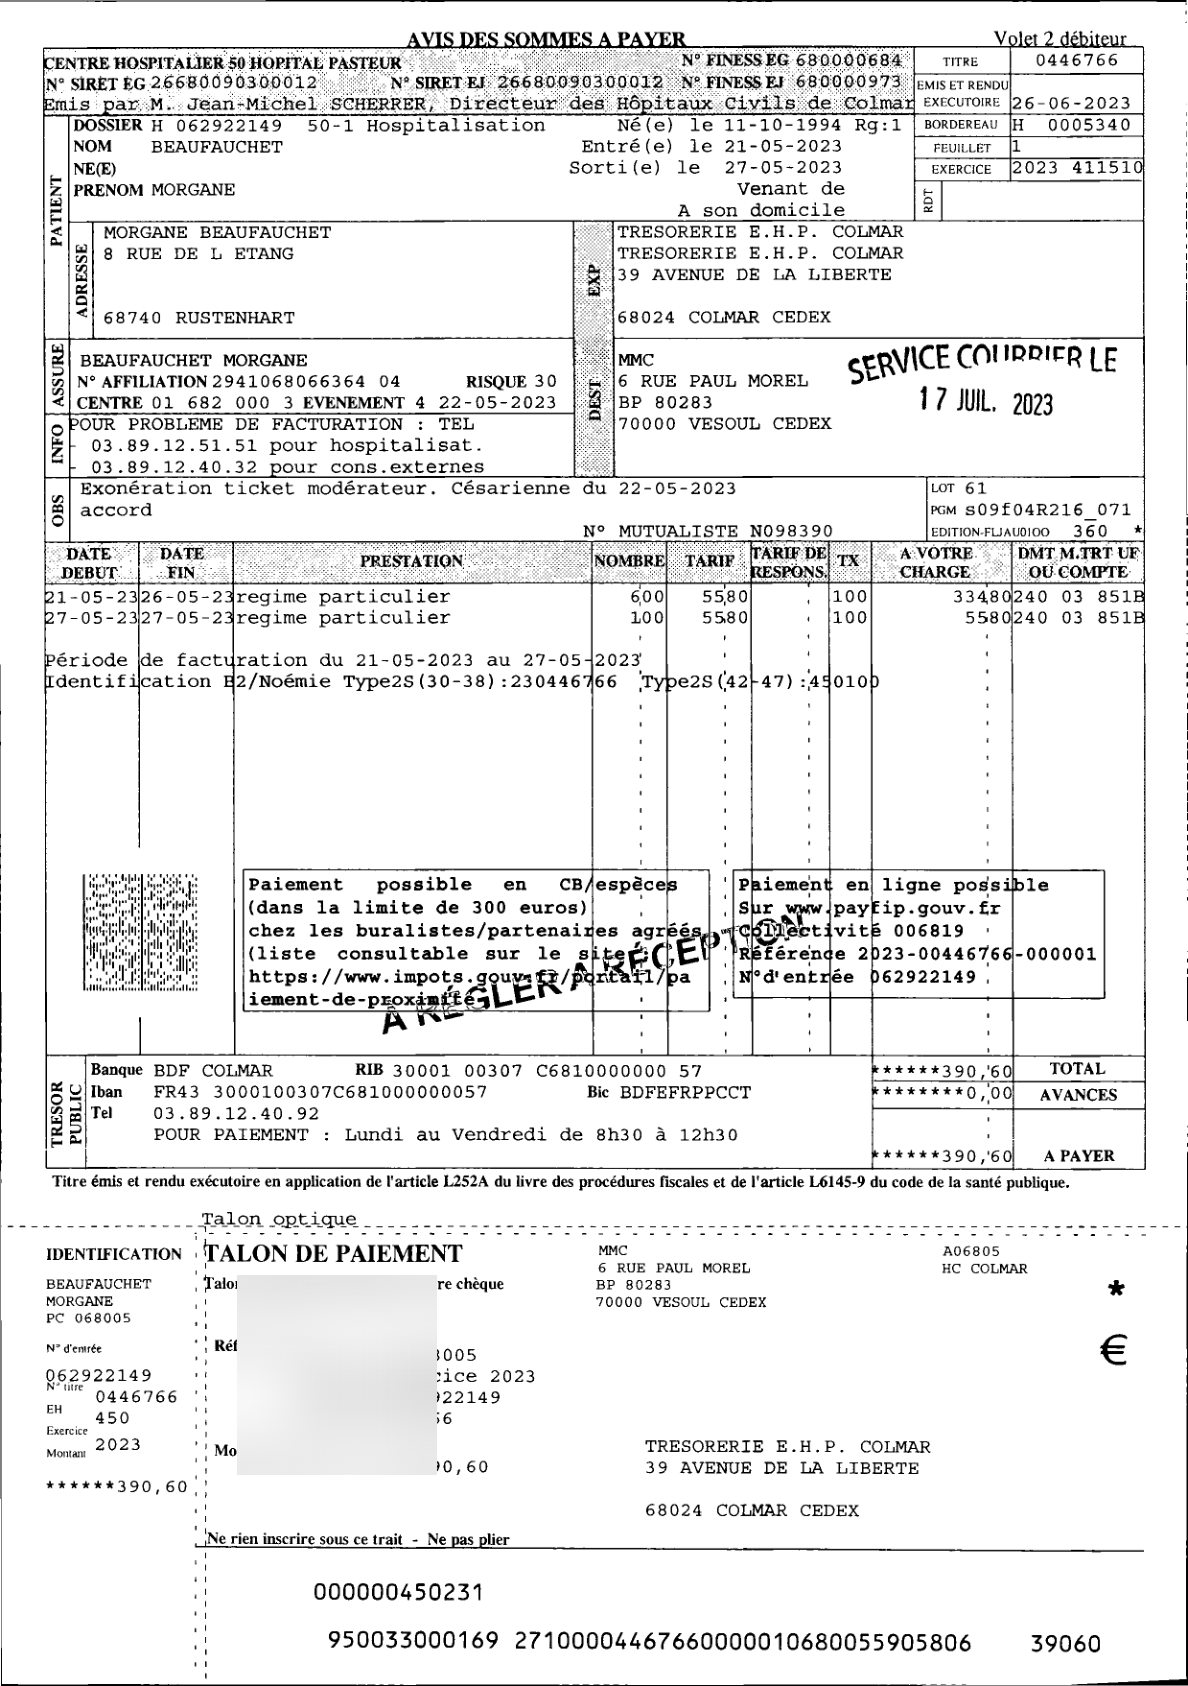 AVIS DES SOMMES A PAYER
Volet 2 débiteur
CENTRE HOSPITALIER 50 HOPITAL PASTEUR N° FINESS EG 680000684
N° SIRET EG 26680090300012 N° SIRET EJ 26680090300012 N° FINESS EJ 680000973
Emis par M. Jean-Michel SCHERRER, Directeur des Hôpitaux Civils de Colmar
TITRE 0446766
EMIS ET RENDU
EXECUTOIRE 26-06-2023
BORDEREAU H 0005340
FEUILLET 1
EXERCICE 2023 411510
RDT
PATIENT
DOSSIER H 062922149 50-1 Hospitalisation Né(e) le 11-10-1994 Rg:1
NOM BEAUFAUCHET Entré(e) le 21-05-2023
NE(E) Sorti(e) le 27-05-2023
PRENOM MORGANE Venant de
A son domicile
ADRESSE
MORGANE BEAUFAUCHET
8 RUE DE L ETANG
68740 RUSTENHART
EXP
TRESORERIE E.H.P. COLMAR
TRESORERIE E.H.P. COLMAR
39 AVENUE DE LA LIBERTE
68024 COLMAR CEDEX
ASSURE
BEAUFAUCHET MORGANE
N° AFFILIATION 2941068066364 04 RISQUE 30
CENTRE 01 682 000 3 EVENEMENT 4 22-05-2023
DEST
MMC
6 RUE PAUL MOREL
BP 80283
70000 VESOUL CEDEX
SERVICE COURRIER LE
17 JUIL. 2023
INFO
POUR PROBLEME DE FACTURATION : TEL
- 03.89.12.51.51 pour hospitalisat.
- 03.89.12.40.32 pour cons.externes
OBS
Exonération ticket modérateur. Césarienne du 22-05-2023
accord
N° MUTUALISTE N098390
LOT 61
PGM s09f04R216_071
EDITION-FLJAU0100 360 *
DATE DEBUT DATE FIN PRESTATION NOMBRE TARIF TARIF DE RESPONS. TX A VOTRE CHARGE DMT M.TRT UF OU COMPTE
21-05-23 26-05-23 regime particulier 6,00 55,80 100 334,80 240 03 851B
27-05-23 27-05-23 regime particulier 1,00 55,80 100 55,80 240 03 851B
Période de facturation du 21-05-2023 au 27-05-2023
Identification B2/Noémie Type2S(30-38):230446766 Type2S(42-47):450100
Paiement possible en CB/espèces
(dans la limite de 300 euros)
chez les buralistes/partenaires agréés
(liste consultable sur le site
https://www.impots.gouv.fr/portail/pa
iement-de-proximité
Paiement en ligne possible
Sur www.payfip.gouv.fr
Collectivité 006819
Référence 2023-00446766-000001
N°d'entrée 062922149
À RÉGLER A RÉCEPTION
TRESOR PUBLIC
Banque BDF COLMAR RIB 30001 00307 C6810000000 57
Iban FR43 3000100307C681000000057 Bic BDFEFRPPCCT
Tel 03.89.12.40.92
POUR PAIEMENT : Lundi au Vendredi de 8h30 à 12h30
******390,60 TOTAL
********0,00 AVANCES
******390,60 A PAYER
Titre émis et rendu exécutoire en application de l'article L252A du livre des procédures fiscales et de l'article L6145-9 du code de la santé publique.
Talon optique
IDENTIFICATION
BEAUFAUCHET
MORGANE
PC 068005
N° d'entrée
062922149
N° titre
0446766
EH
450
Exercice
2023
Montant
******390,60
TALON DE PAIEMENT
Talon re chèque
Réf
005
cice 2023
22149
Mo
0,60
MMC
6 RUE PAUL MOREL
BP 80283
70000 VESOUL CEDEX
A06805
HC COLMAR
*
€
TRESORERIE E.H.P. COLMAR
39 AVENUE DE LA LIBERTE
68024 COLMAR CEDEX
Ne rien inscrire sous ce trait - Ne pas plier
000000450231
950033000169 271000044676600000010680055905806 39060